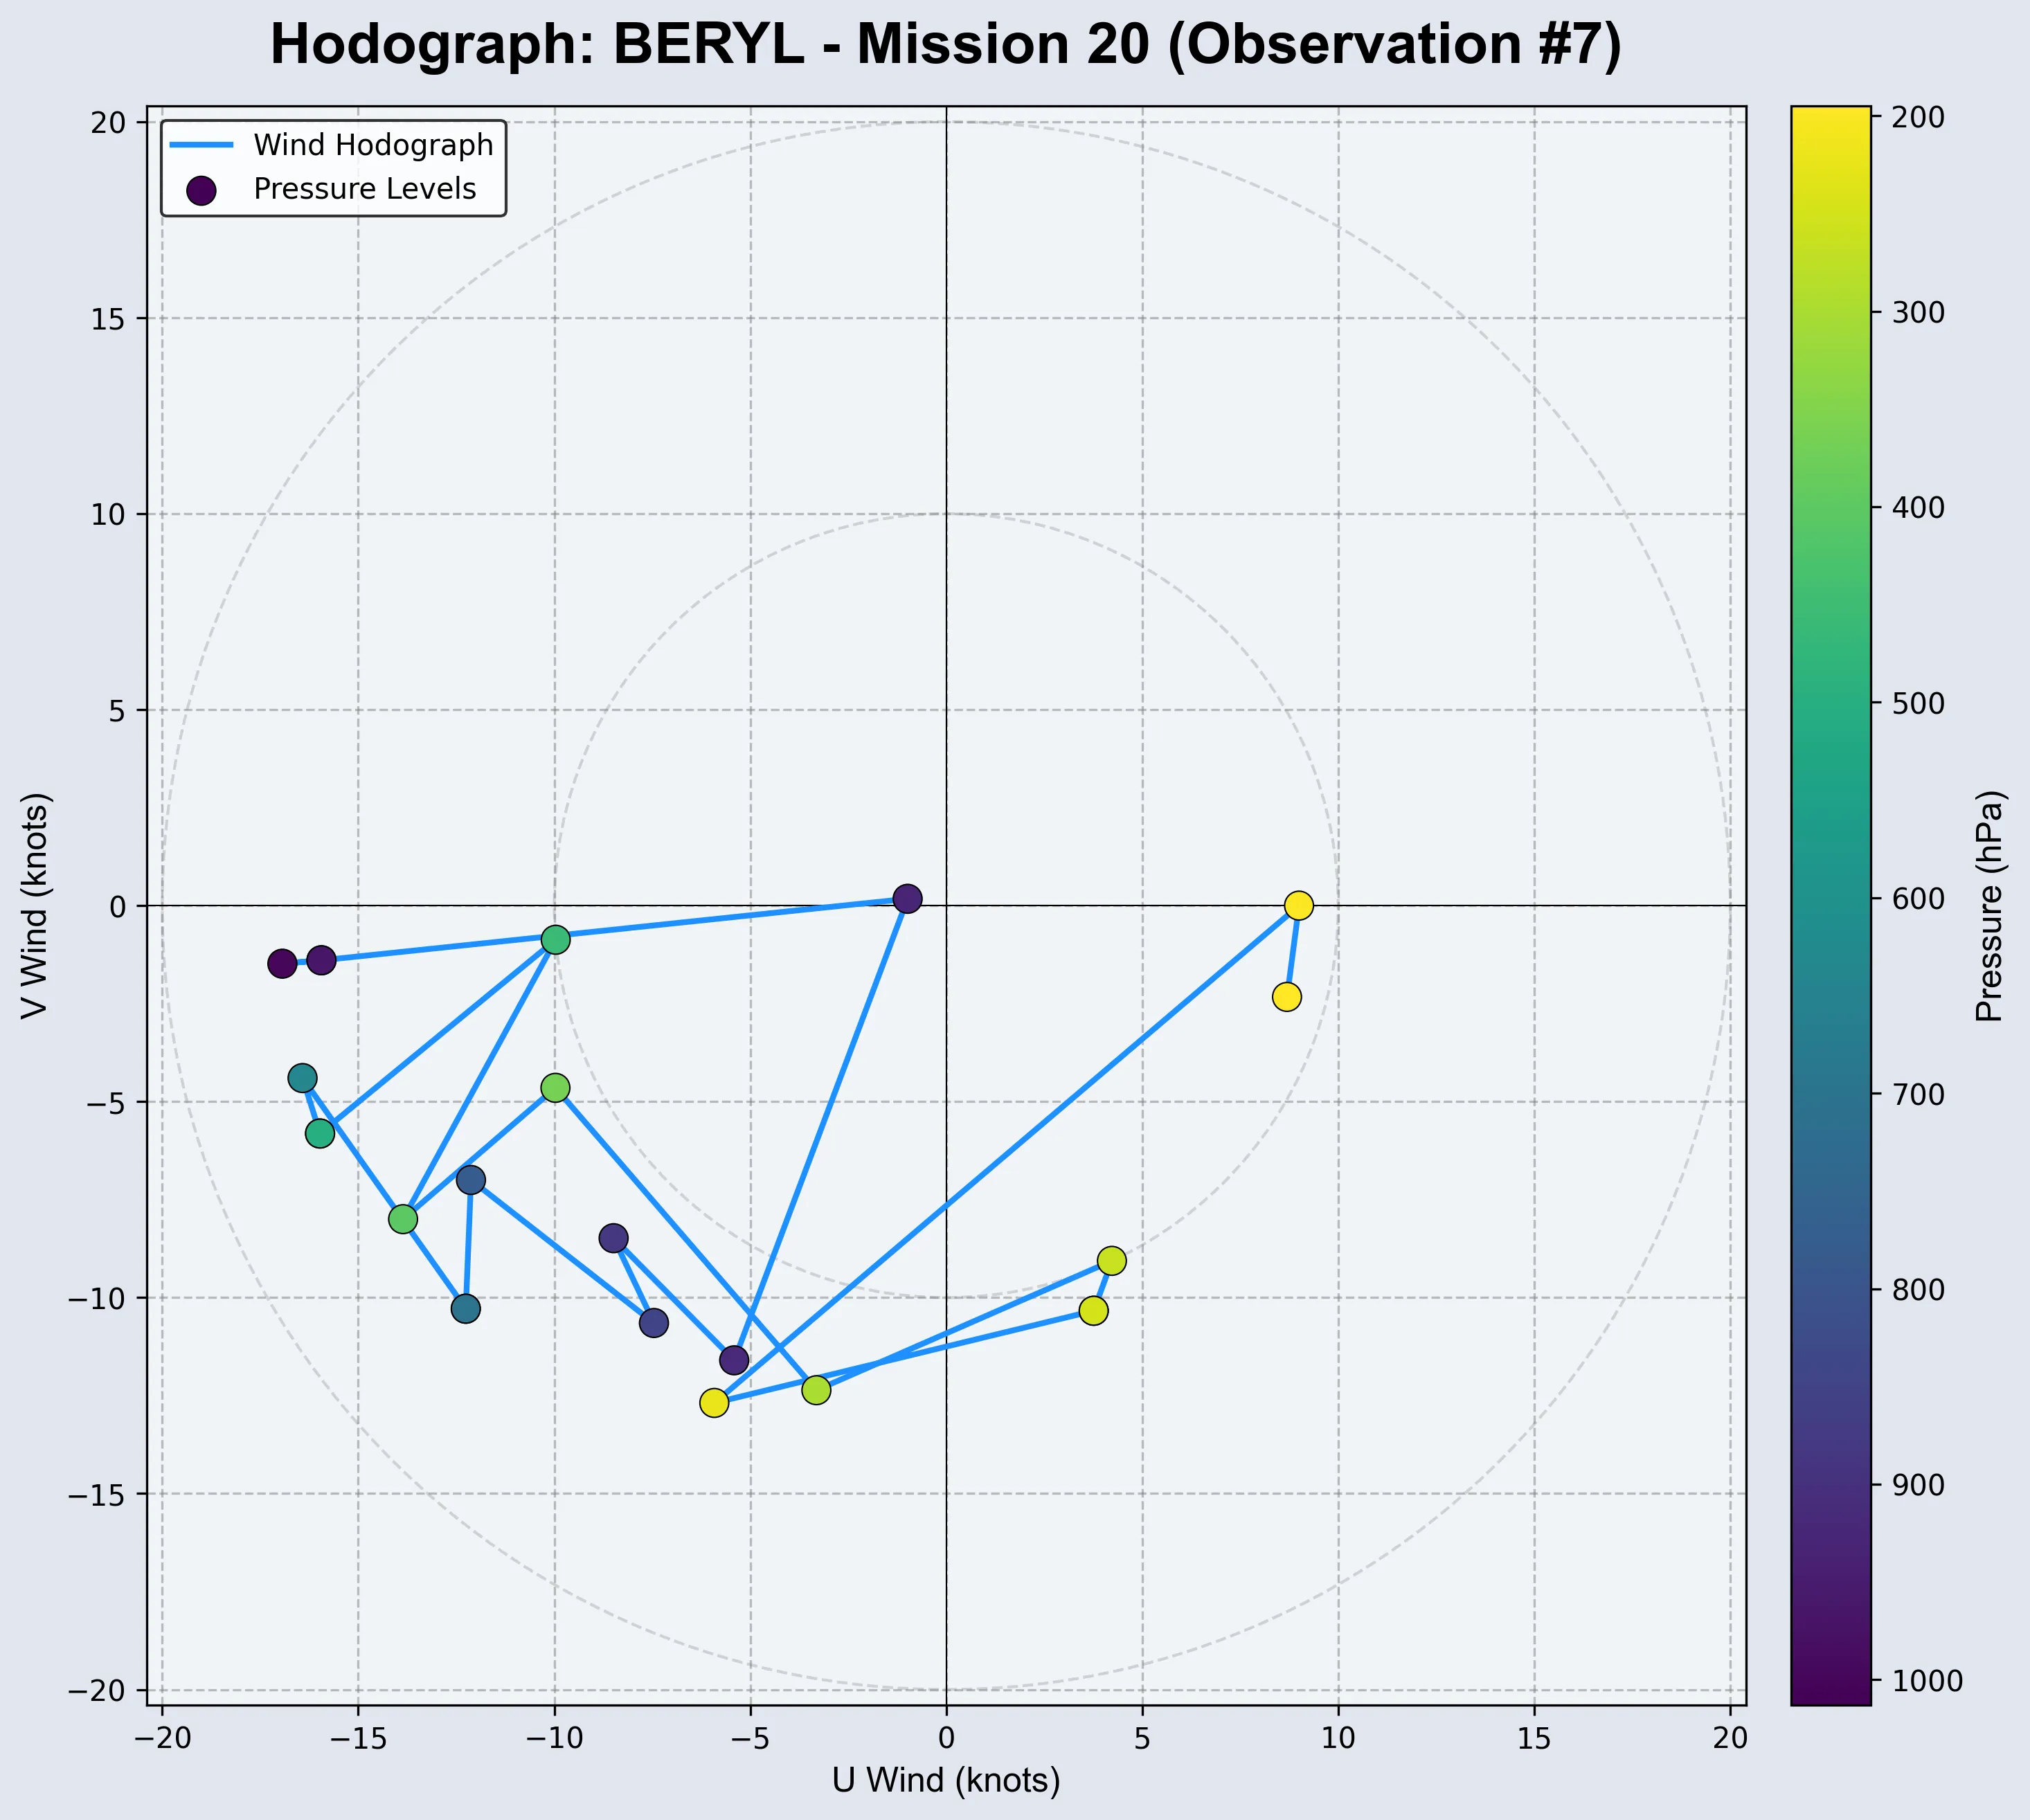 Hodograph: BERYL - Mission 20 (Observation #7)
Wind Hodograph
Pressure Levels
20
15
10
5
0
−5
−10
−15
−20
V Wind (knots)
−20 −15 −10 −5 0 5 10 15 20
U Wind (knots)
200
300
400
500
600
700
800
900
1000
Pressure (hPa)